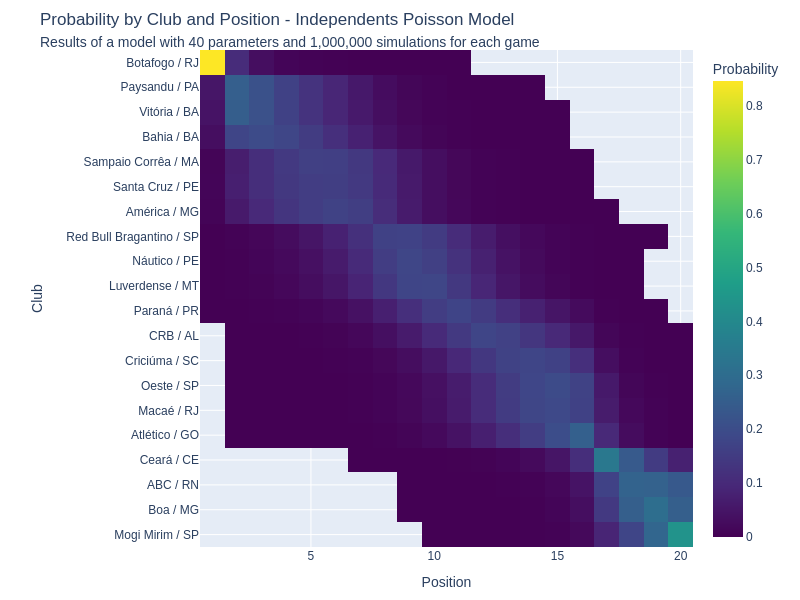 Probability by Club and Position - Independents Poisson Model
Results of a model with 40 parameters and 1,000,000 simulations for each game
Probability
Club
Botafogo / RJ
Paysandu / PA
Vitória / BA
Bahia / BA
Sampaio Corrêa / MA
Santa Cruz / PE
América / MG
Red Bull Bragantino / SP
Náutico / PE
Luverdense / MT
Paraná / PR
CRB / AL
Criciúma / SC
Oeste / SP
Macaé / RJ
Atlético / GO
Ceará / CE
ABC / RN
Boa / MG
Mogi Mirim / SP
5 10 15 20
Position
0.8
0.7
0.6
0.5
0.4
0.3
0.2
0.1
0